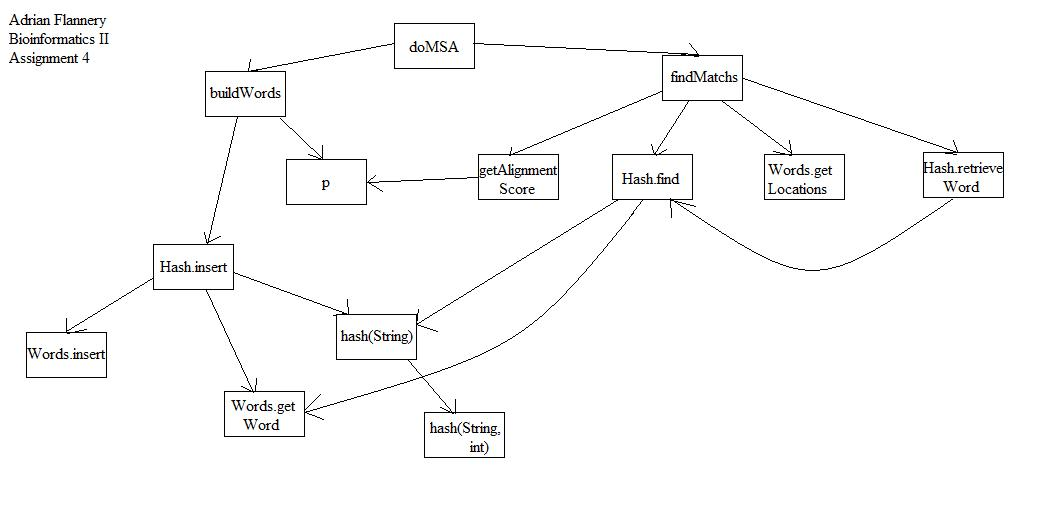 Adrian Flannery
Bioinformatics II
Assignment 4
doMSA
findMatchs
buildWords
p
getAlignment
Score
Hash.find
Words.get
Locations
Hash.retrieve
Word
Hash.insert
Words.insert
hash(String)
Words.get
Word
hash(String,
int)